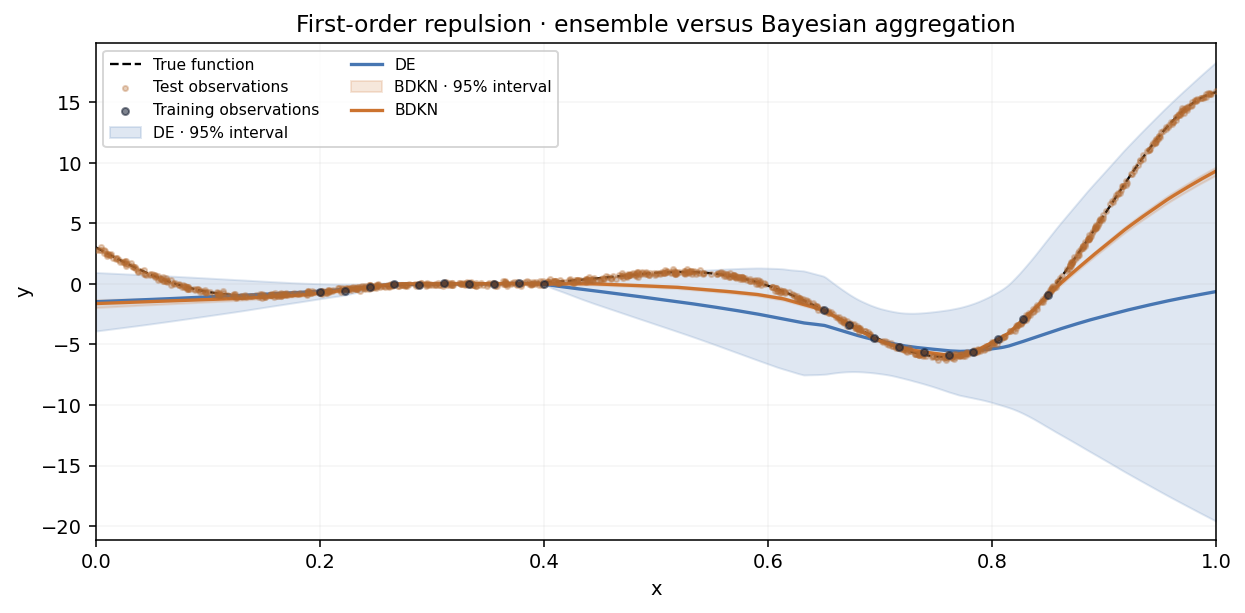 First-order repulsion · ensemble versus Bayesian aggregation
True function
Test observations
Training observations
DE · 95% interval
DE
BDKN · 95% interval
BDKN
y
15
10
5
0
−5
−10
−15
−20
0.0
0.2
0.4
0.6
0.8
1.0
x